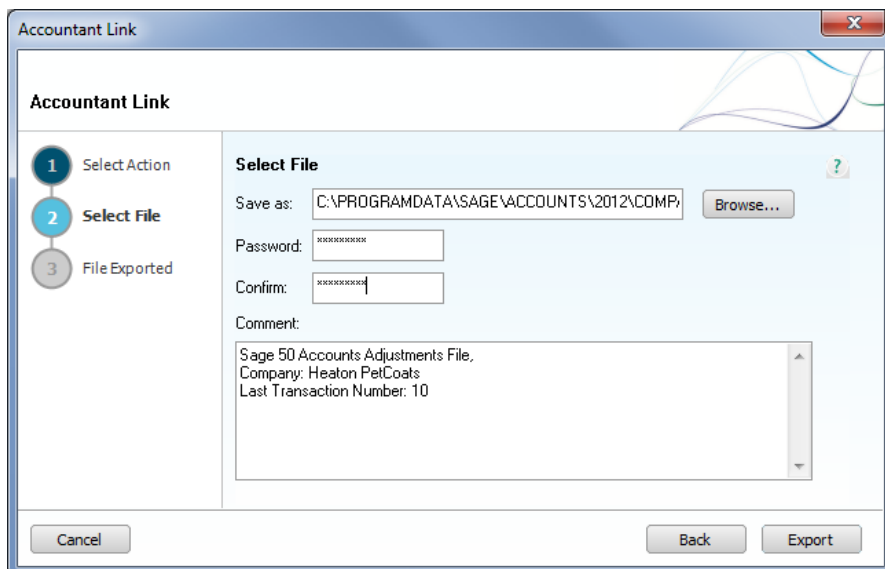 Accountant Link
Accountant Link
1 Select Action
2 Select File
3 File Exported
Select File
?
Save as: C:\PROGRAMDATA\SAGE\ACCOUNTS\2012\COMPA
Browse...
Password: *********
Confirm: *********
Comment:
Sage 50 Accounts Adjustments File,
Company: Heaton PetCoats
Last Transaction Number: 10
Cancel
Back
Export